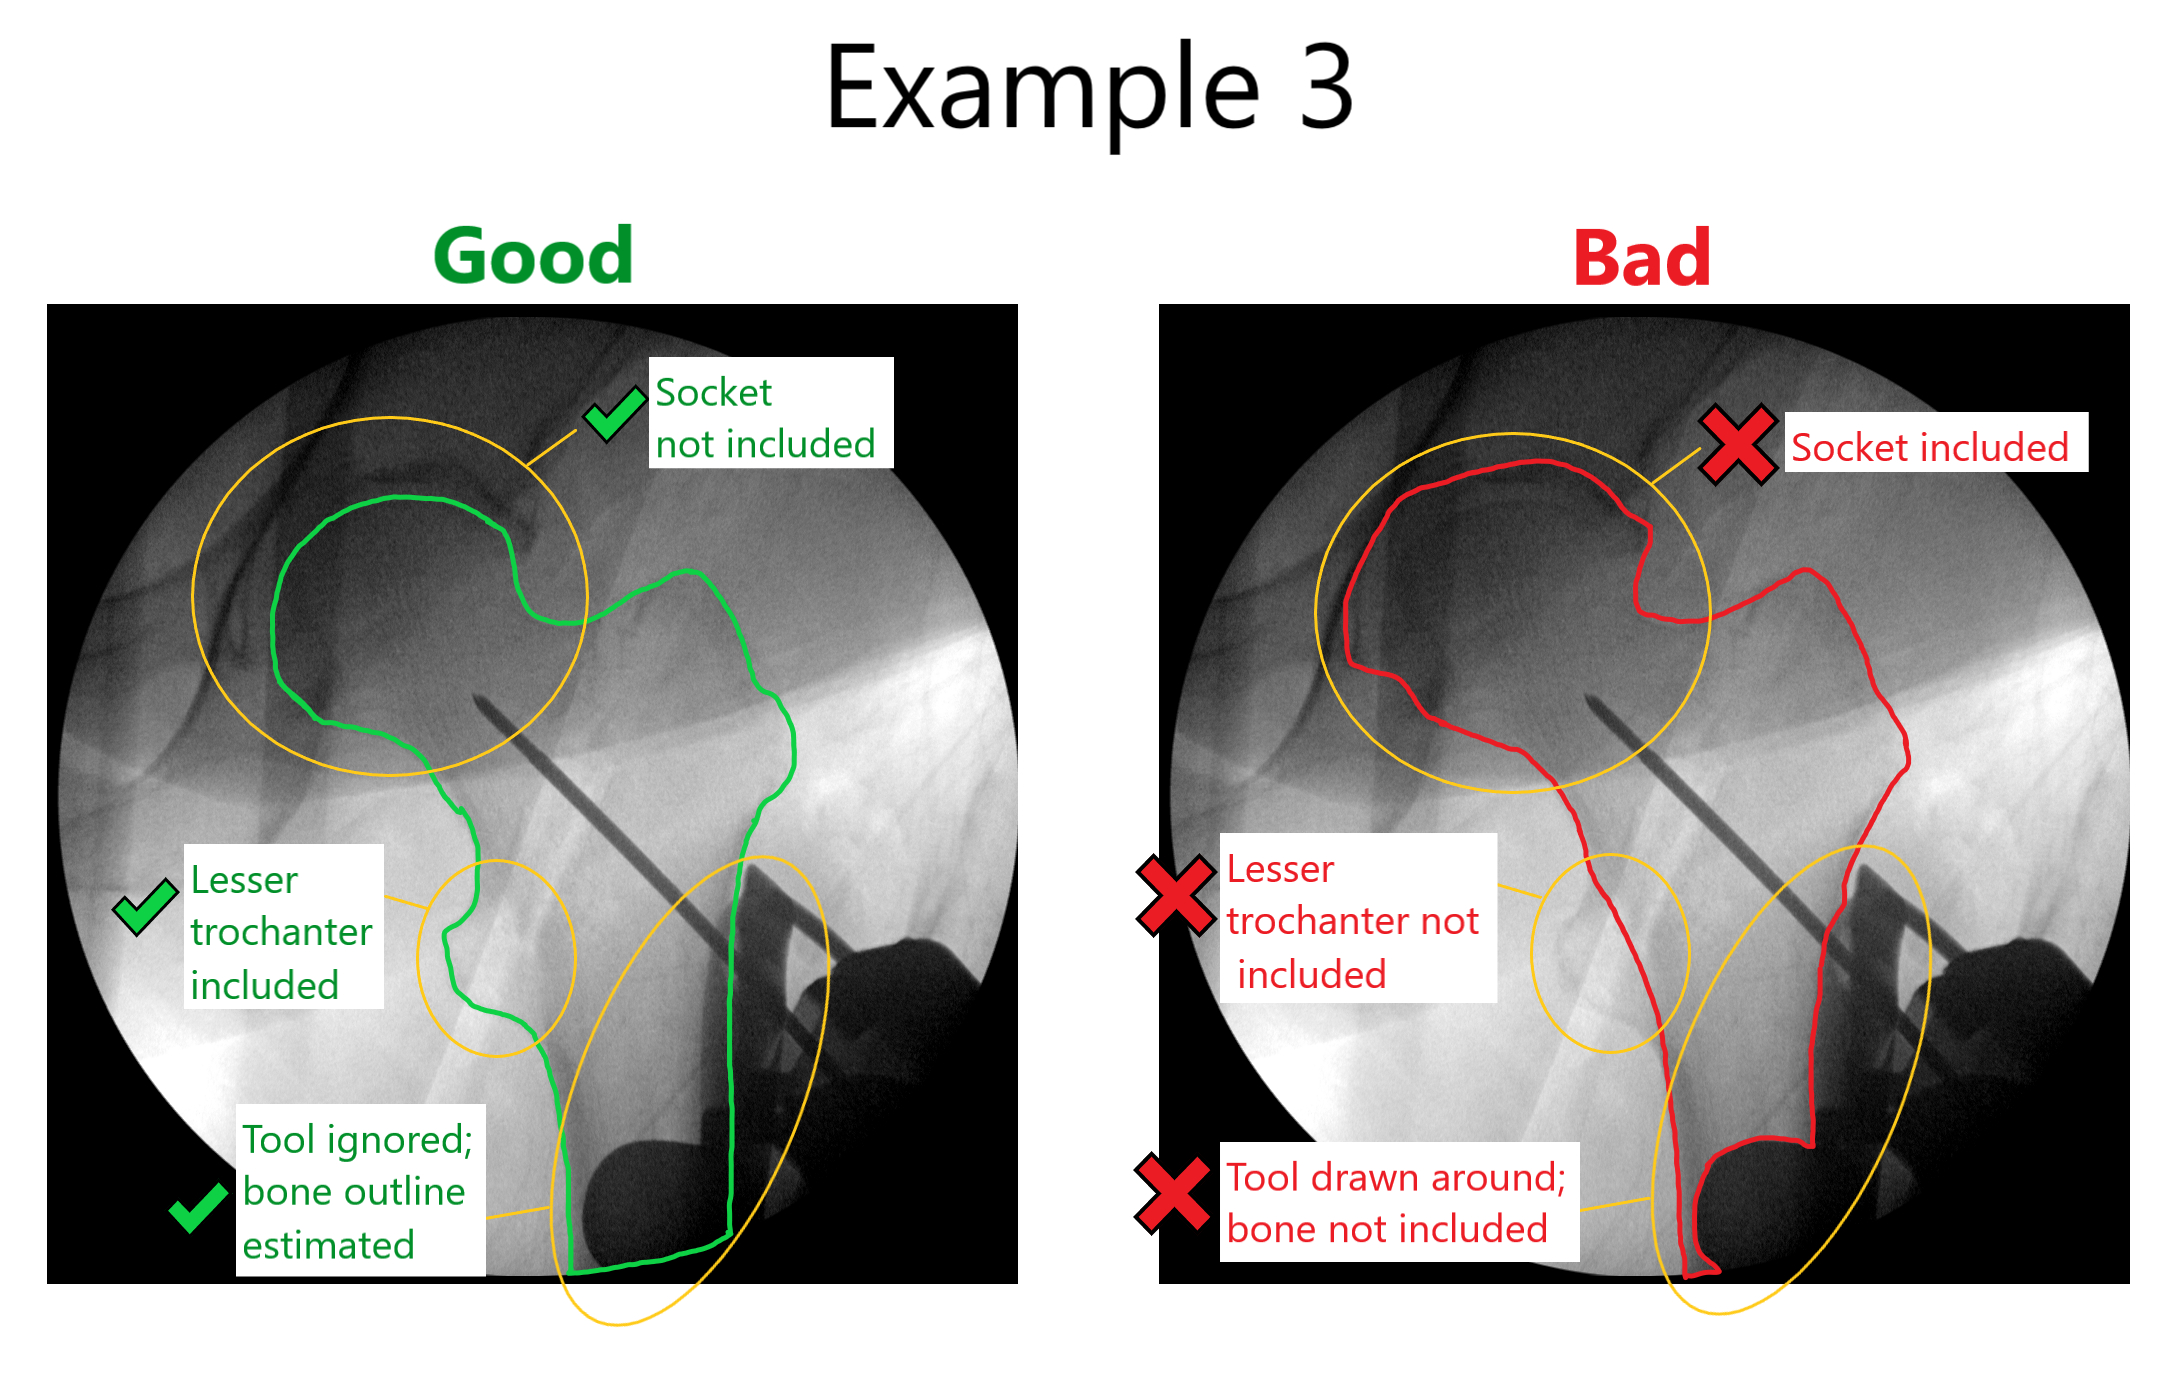 Example 3
Good
Socket
not included
Lesser
trochanter
included
Tool ignored;
bone outline
estimated
Bad
Socket included
Lesser
trochanter not
included
Tool drawn around;
bone not included